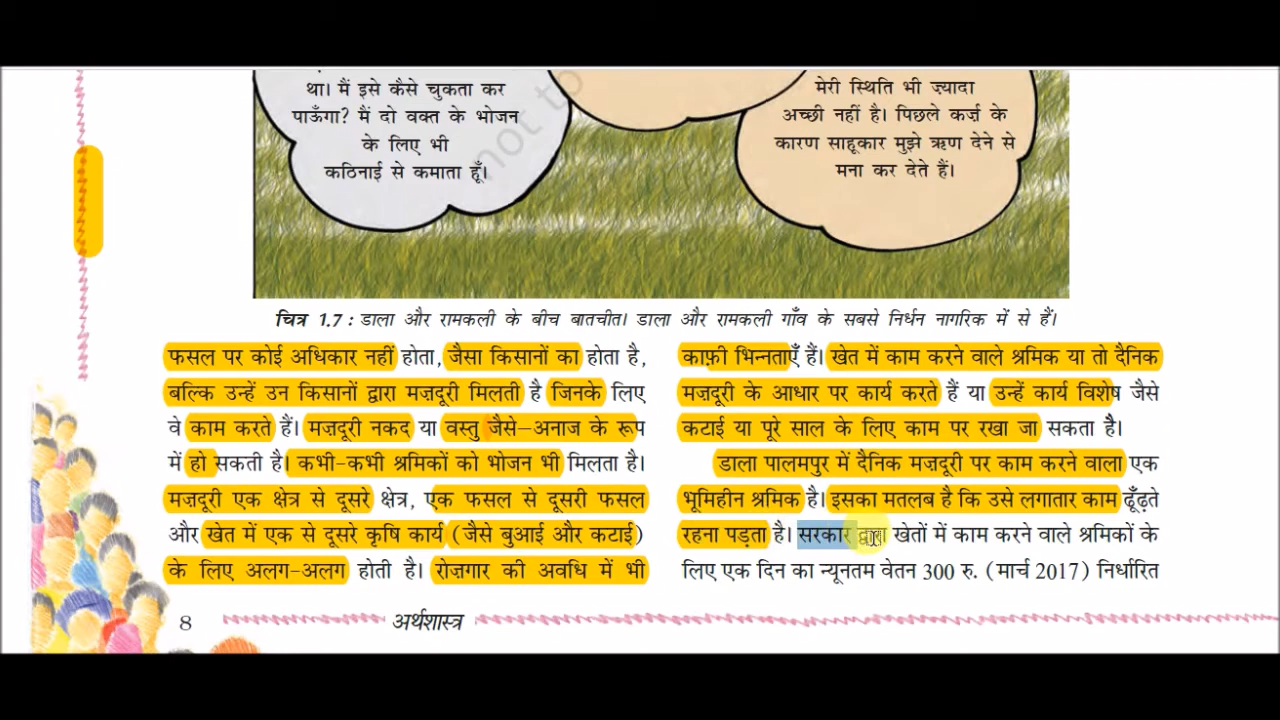 था। मैं इसे कैसे चुकता कर
पाऊँगा? मैं दो वक्त के भोजन
के लिए भी
कठिनाई से कमाता हूँ।
not to
मेरी स्थिति भी ज़्यादा
अच्छी नहीं है। पिछले कर्ज़ के
कारण साहूकार मुझे ऋण देने से
मना कर देते हैं।
चित्र 1.7 : डाला और रामकली के बीच बातचीत। डाला और रामकली गाँव के सबसे निर्धन नागरिक में से हैं।
फसल पर कोई अधिकार नहीं होता, जैसा किसानों का होता है,
बल्कि उन्हें उन किसानों द्वारा मज़दूरी मिलती है जिनके लिए
वे काम करते हैं। मज़दूरी नकद या वस्तु जैसे–अनाज के रूप
में हो सकती है। कभी-कभी श्रमिकों को भोजन भी मिलता है।
मज़दूरी एक क्षेत्र से दूसरे क्षेत्र, एक फसल से दूसरी फसल
और खेत में एक से दूसरे कृषि कार्य (जैसे बुआई और कटाई)
के लिए अलग-अलग होती है। रोज़गार की अवधि में भी
काफ़ी भिन्नताएँ हैं। खेत में काम करने वाले श्रमिक या तो दैनिक
मज़दूरी के आधार पर कार्य करते हैं या उन्हें कार्य विशेष जैसे
कटाई या पूरे साल के लिए काम पर रखा जा सकता है।
डाला पालमपुर में दैनिक मज़दूरी पर काम करने वाला एक
भूमिहीन श्रमिक है। इसका मतलब है कि उसे लगातार काम ढूँढ़ते
रहना पड़ता है। सरकार द्वारा खेतों में काम करने वाले श्रमिकों के
लिए एक दिन का न्यूनतम वेतन 300 रु. (मार्च 2017) निर्धारित
8 अर्थशास्त्र